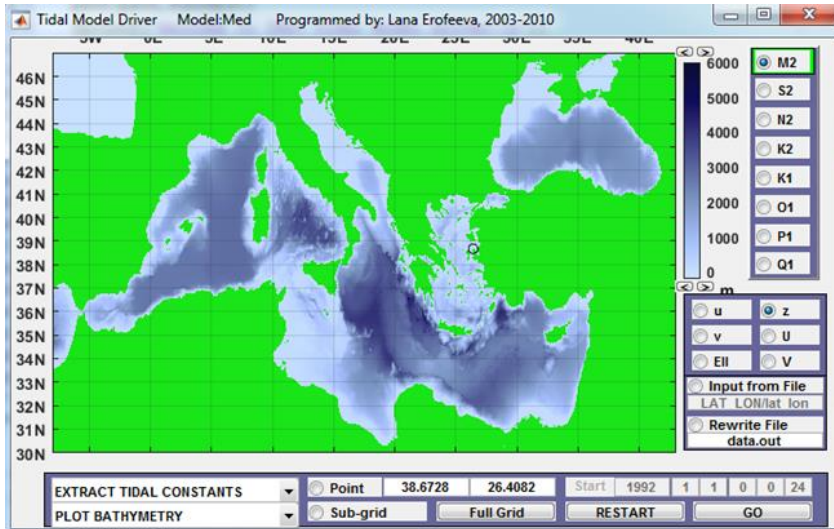 Tidal Model Driver Model:Med Programmed by: Lana Erofeeva, 2003-2010
5W 0E 5E 10E 15E 20E 25E 30E 35E 40E
46N
45N
44N
43N
42N
41N
40N
39N
38N
37N
36N
35N
34N
33N
32N
31N
30N
< >
6000
5000
4000
3000
2000
1000
0
< > m
M2
S2
N2
K2
K1
O1
P1
Q1
u z
v U
Ell V
Input from File
LAT_LON/lat_lon
Rewrite File
data.out
EXTRACT TIDAL CONSTANTS Point 38.6728 26.4082 Start 1992 1 1 0 0 24
PLOT BATHYMETRY Sub-grid Full Grid RESTART GO